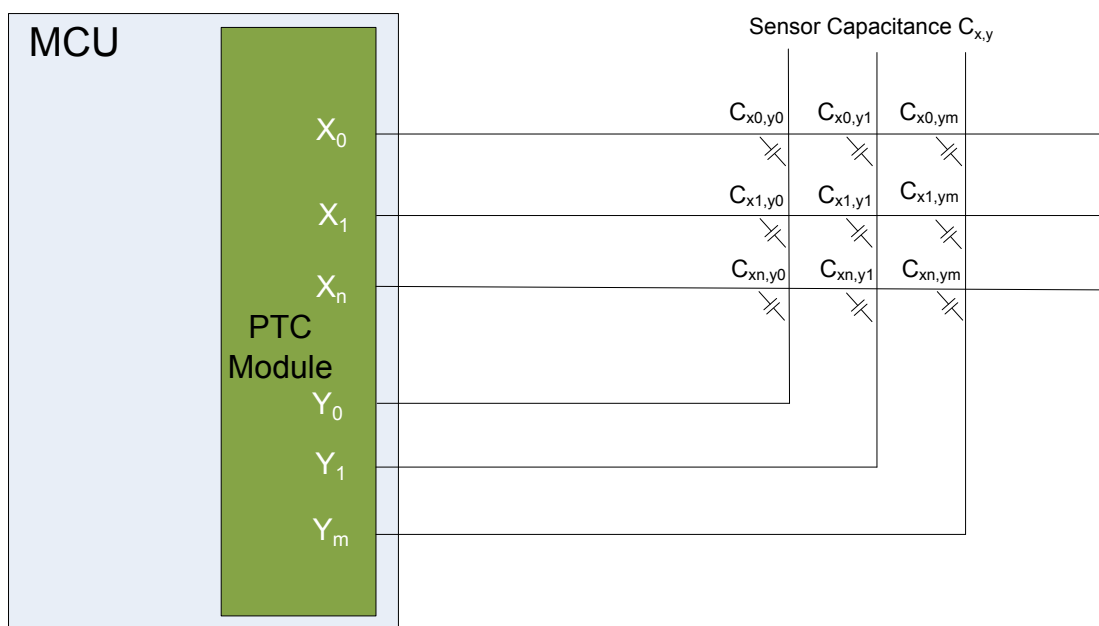 MCU
Sensor Capacitance Cx,y
X0
Cx0,y0 Cx0,y1 Cx0,ym
X1
Cx1,y0 Cx1,y1 Cx1,ym
Xn
Cxn,y0 Cxn,y1 Cxn,ym
PTC
Module
Y0
Y1
Ym